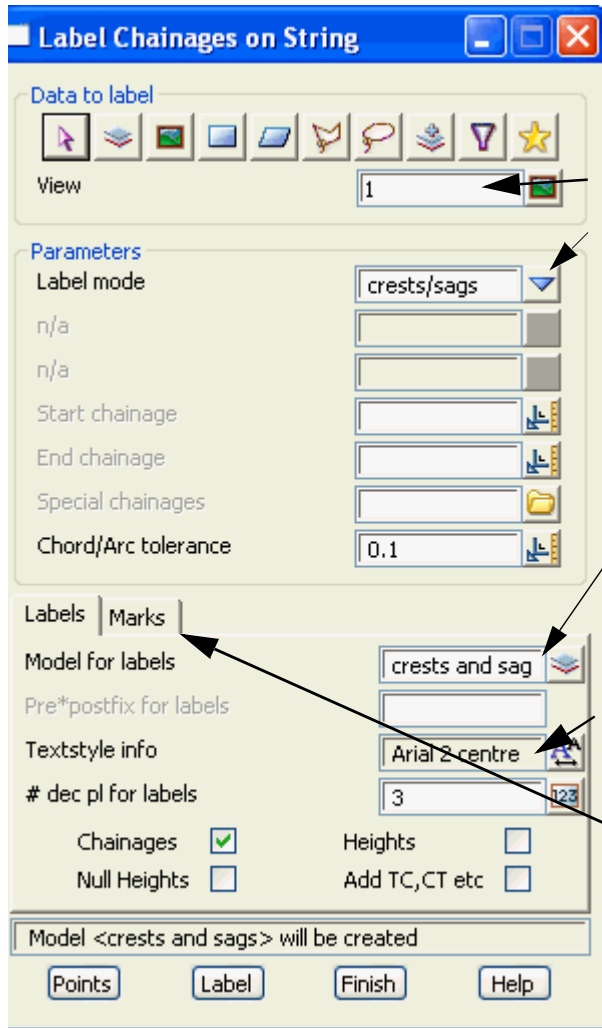 Label Chainages on String
Data to label
View 1
Parameters
Label mode crests/sags
n/a
n/a
Start chainage
End chainage
Special chainages
Chord/Arc tolerance 0.1
Labels Marks
Model for labels crests and sag
Pre*postfix for labels
Textstyle info Arial 2 centre
# dec pl for labels 3 123
Chainages Heights
Null Heights Add TC,CT etc
Model <crests and sags> will be created
Points Label Finish Help